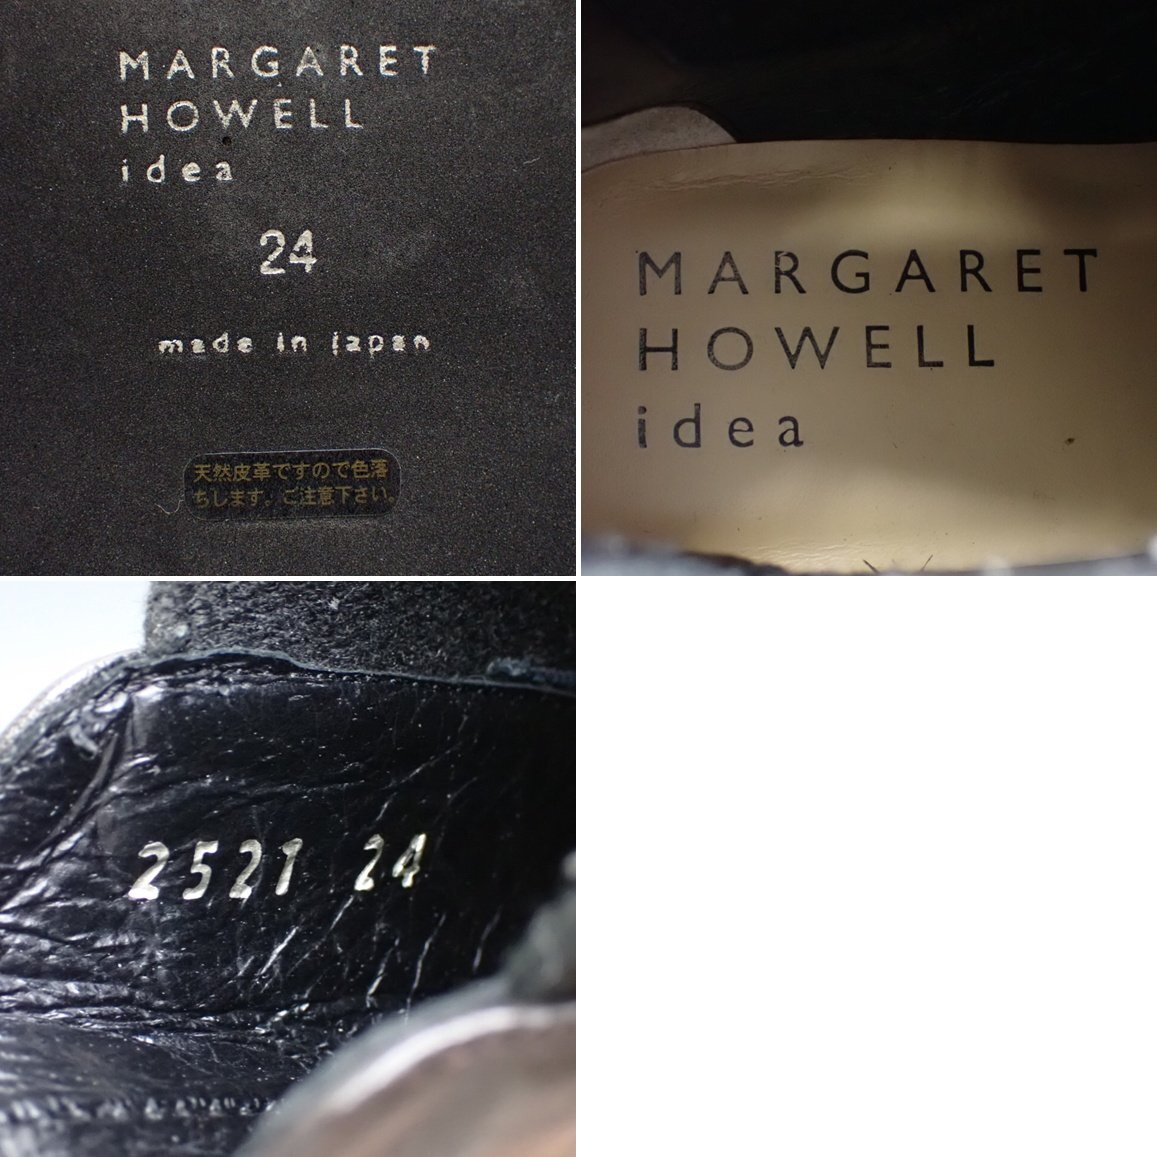 MARGARET
HOWELL
idea
24
made in japan
天然皮革ですので色落
ちします。ご注意下さい。
MARGARET
HOWELL
idea
2521 24